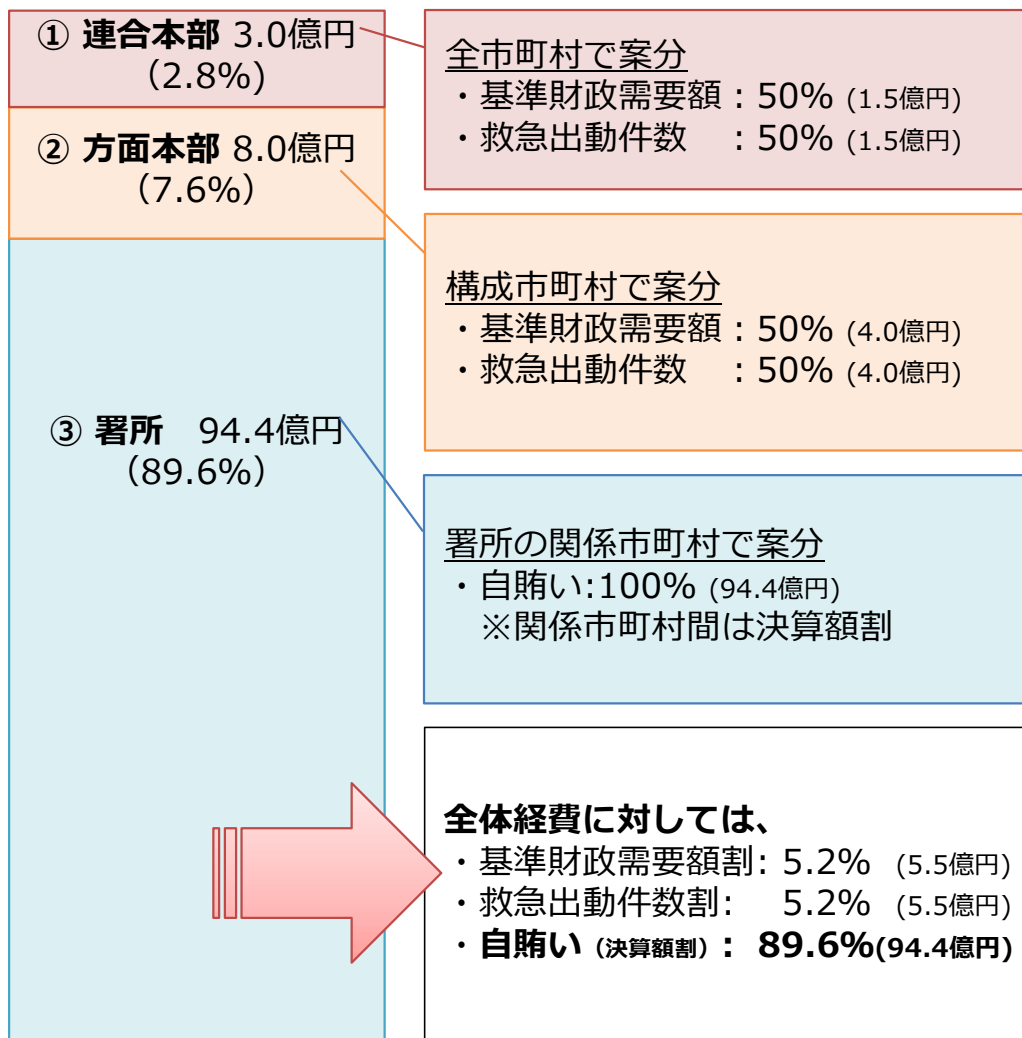 ① 連合本部 3.0億円
(2.8%)
② 方面本部 8.0億円
（7.6%）
③ 署所　94.4億円
（89.6%）
全市町村で案分
・基準財政需要額：50% (1.5億円)
・救急出動件数　：50% (1.5億円)
構成市町村で案分
・基準財政需要額：50% (4.0億円)
・救急出動件数　：50% (4.0億円)
署所の関係市町村で案分
・自賄い:100% (94.4億円)
※関係市町村間は決算額割
全体経費に対しては、
・基準財政需要額割: 5.2% (5.5億円)
・救急出動件数割:　5.2% (5.5億円)
・自賄い（決算額割）: 89.6%(94.4億円)